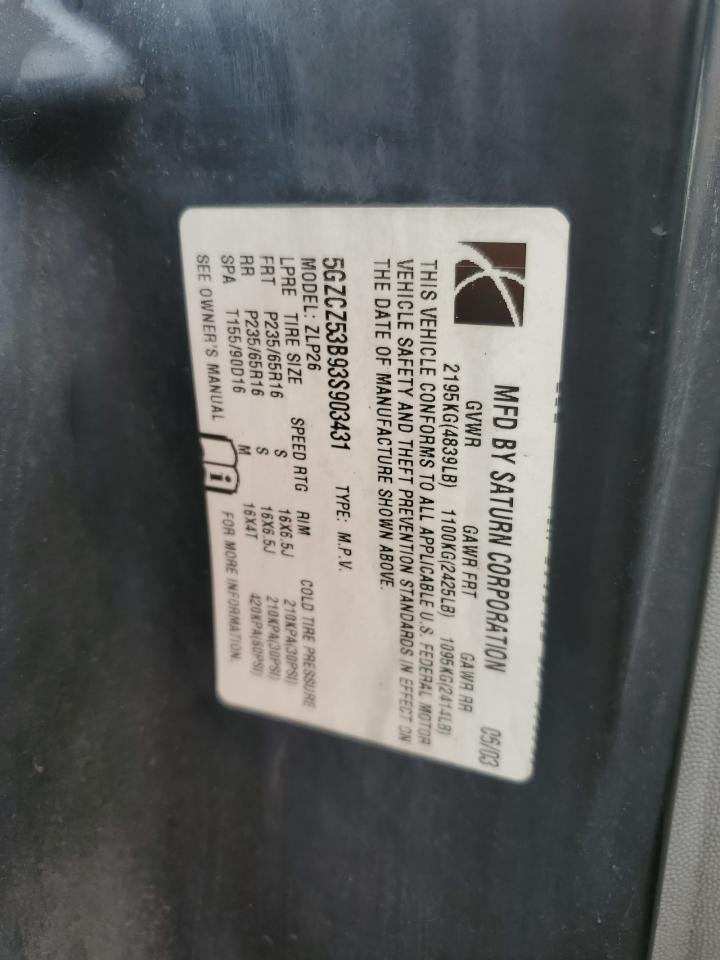 MFD BY SATURN CORPORATION 06/03
GVWR GAWR FRT GAWR RR
2195KG(4839LB) 1100KG(2425LB) 1095KG(2414LB)
THIS VEHICLE CONFORMS TO ALL APPLICABLE U.S. FEDERAL MOTOR
VEHICLE SAFETY AND THEFT PREVENTION STANDARDS IN EFFECT ON
THE DATE OF MANUFACTURE SHOWN ABOVE.
5GZCZ53B93S903431 TYPE: M.P.V.
MODEL: ZLP26
LPRE TIRE SIZE SPEED RTG RIM COLD TIRE PRESSURE
FRT P235/65R16 S 16X6.5J 210KPA(30PSI)
RR P235/65R16 S 16X6.5J 210KPA(30PSI)
SPA T155/90D16 M 16X4T 420KPA(60PSI)
SEE OWNER'S MANUAL i FOR MORE INFORMATION.